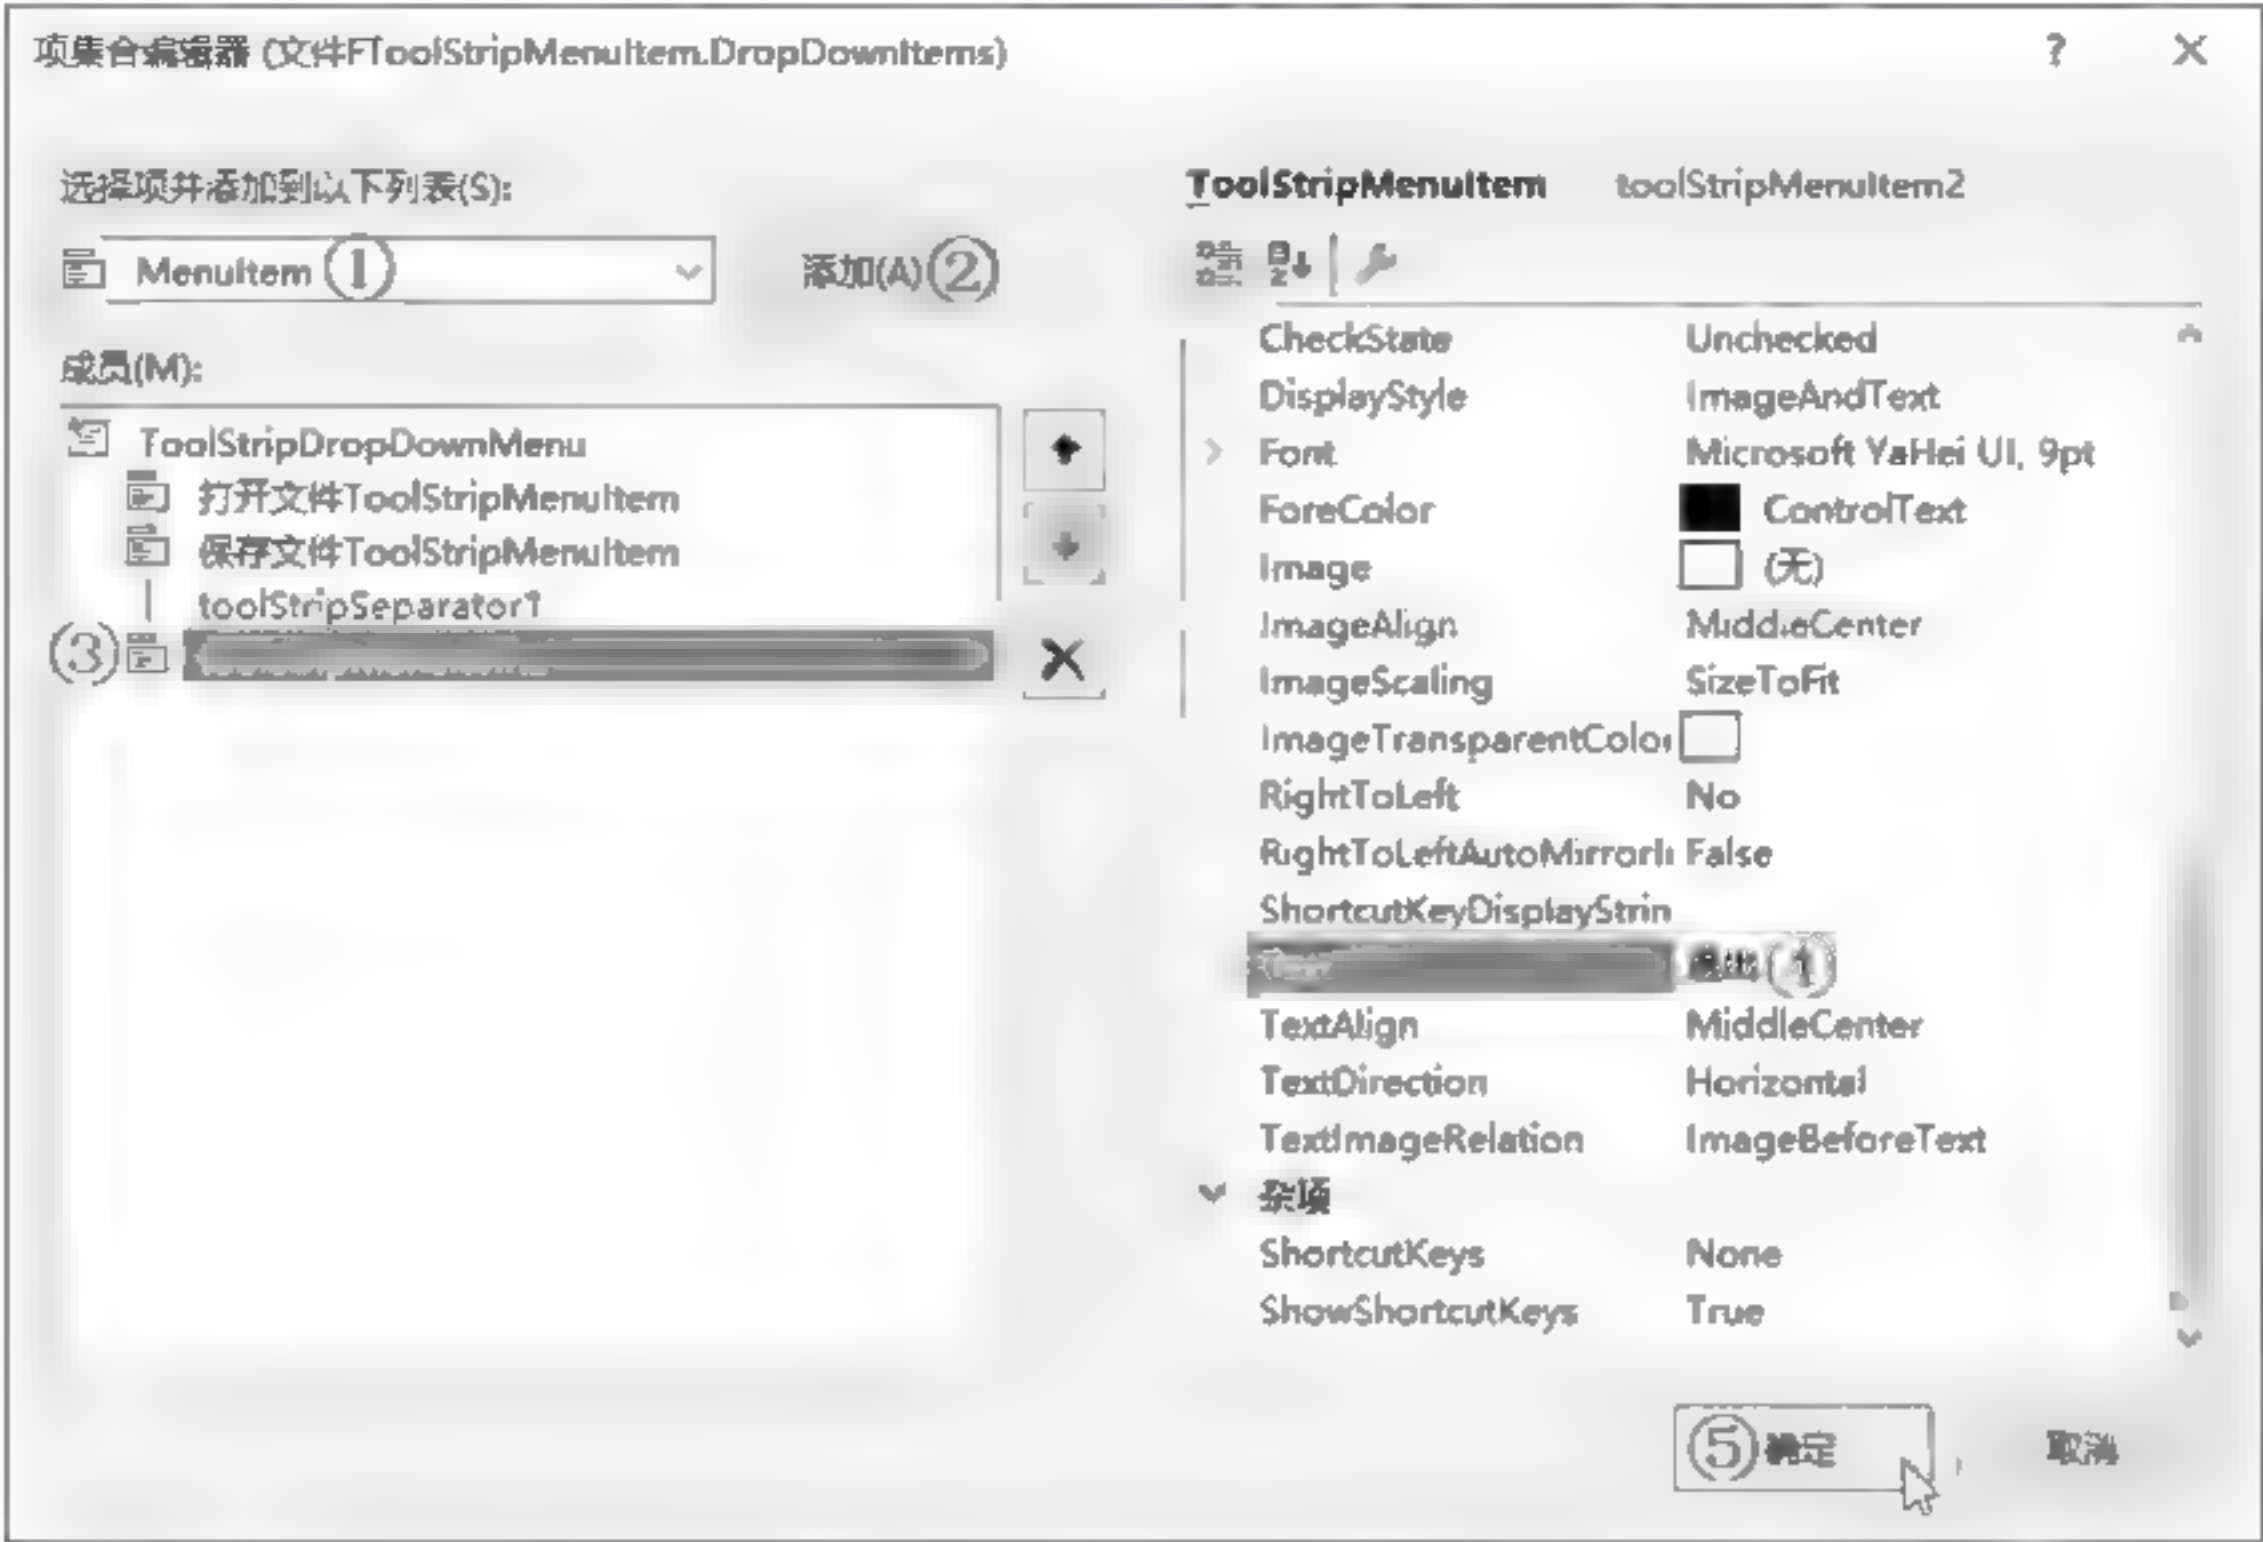 项集合编辑器 (文件FToolStripMenuItem.DropDownItems)
选择项并添加到以下列表(S):
MenuItem ①
添加(A) ②
成员(M):
ToolStripDropDownMenu
打开文件ToolStripMenuItem
保存文件ToolStripMenuItem
toolStripSeparator1
③
ToolStripMenuItem toolStripMenuItem2
CheckState Unchecked
DisplayStyle ImageAndText
Font Microsoft YaHei UI, 9pt
ForeColor ControlText
Image (无)
ImageAlign MiddleCenter
ImageScaling SizeToFit
ImageTransparentColor
RightToLeft No
RightToLeftAutoMirrorI False
ShortcutKeyDisplayStrin
Text ④
TextAlign MiddleCenter
TextDirection Horizontal
TextImageRelation ImageBeforeText
杂项
ShortcutKeys None
ShowShortcutKeys True
⑤ 确定
取消